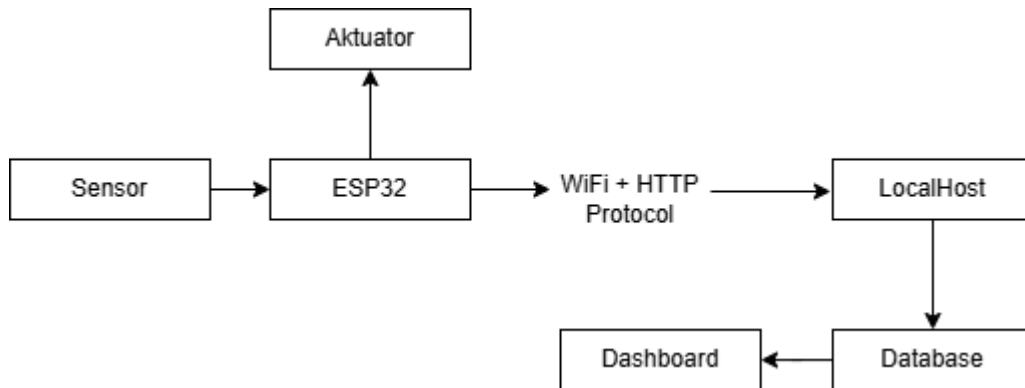 Aktuator
Sensor
ESP32
WiFi + HTTP
Protocol
LocalHost
Dashboard
Database